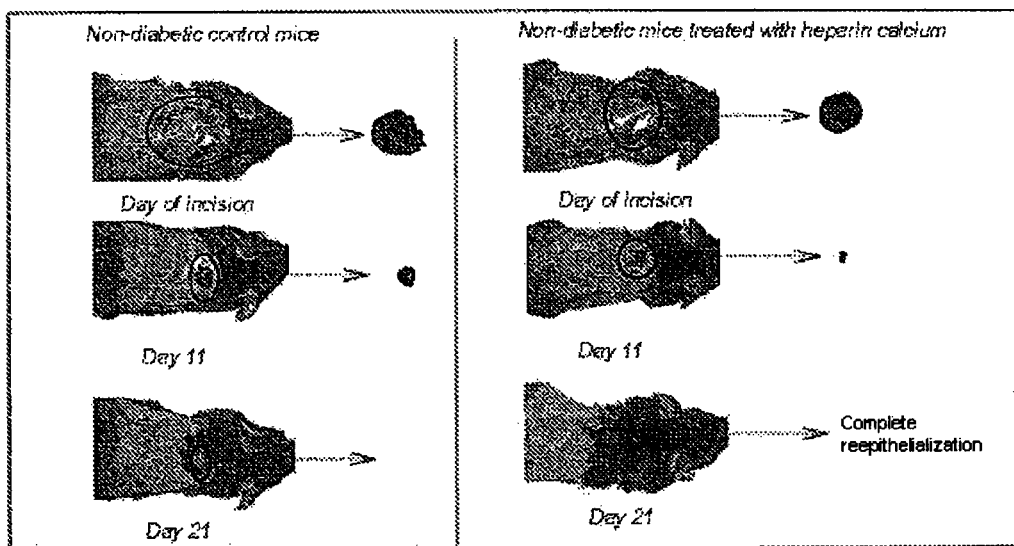 Non-diabetic control mice
Day of incision
Day 11
Day 21
Non-diabetic mice treated with heparin calcium
Day of incision
Day 11
Complete
reepithelialization
Day 21